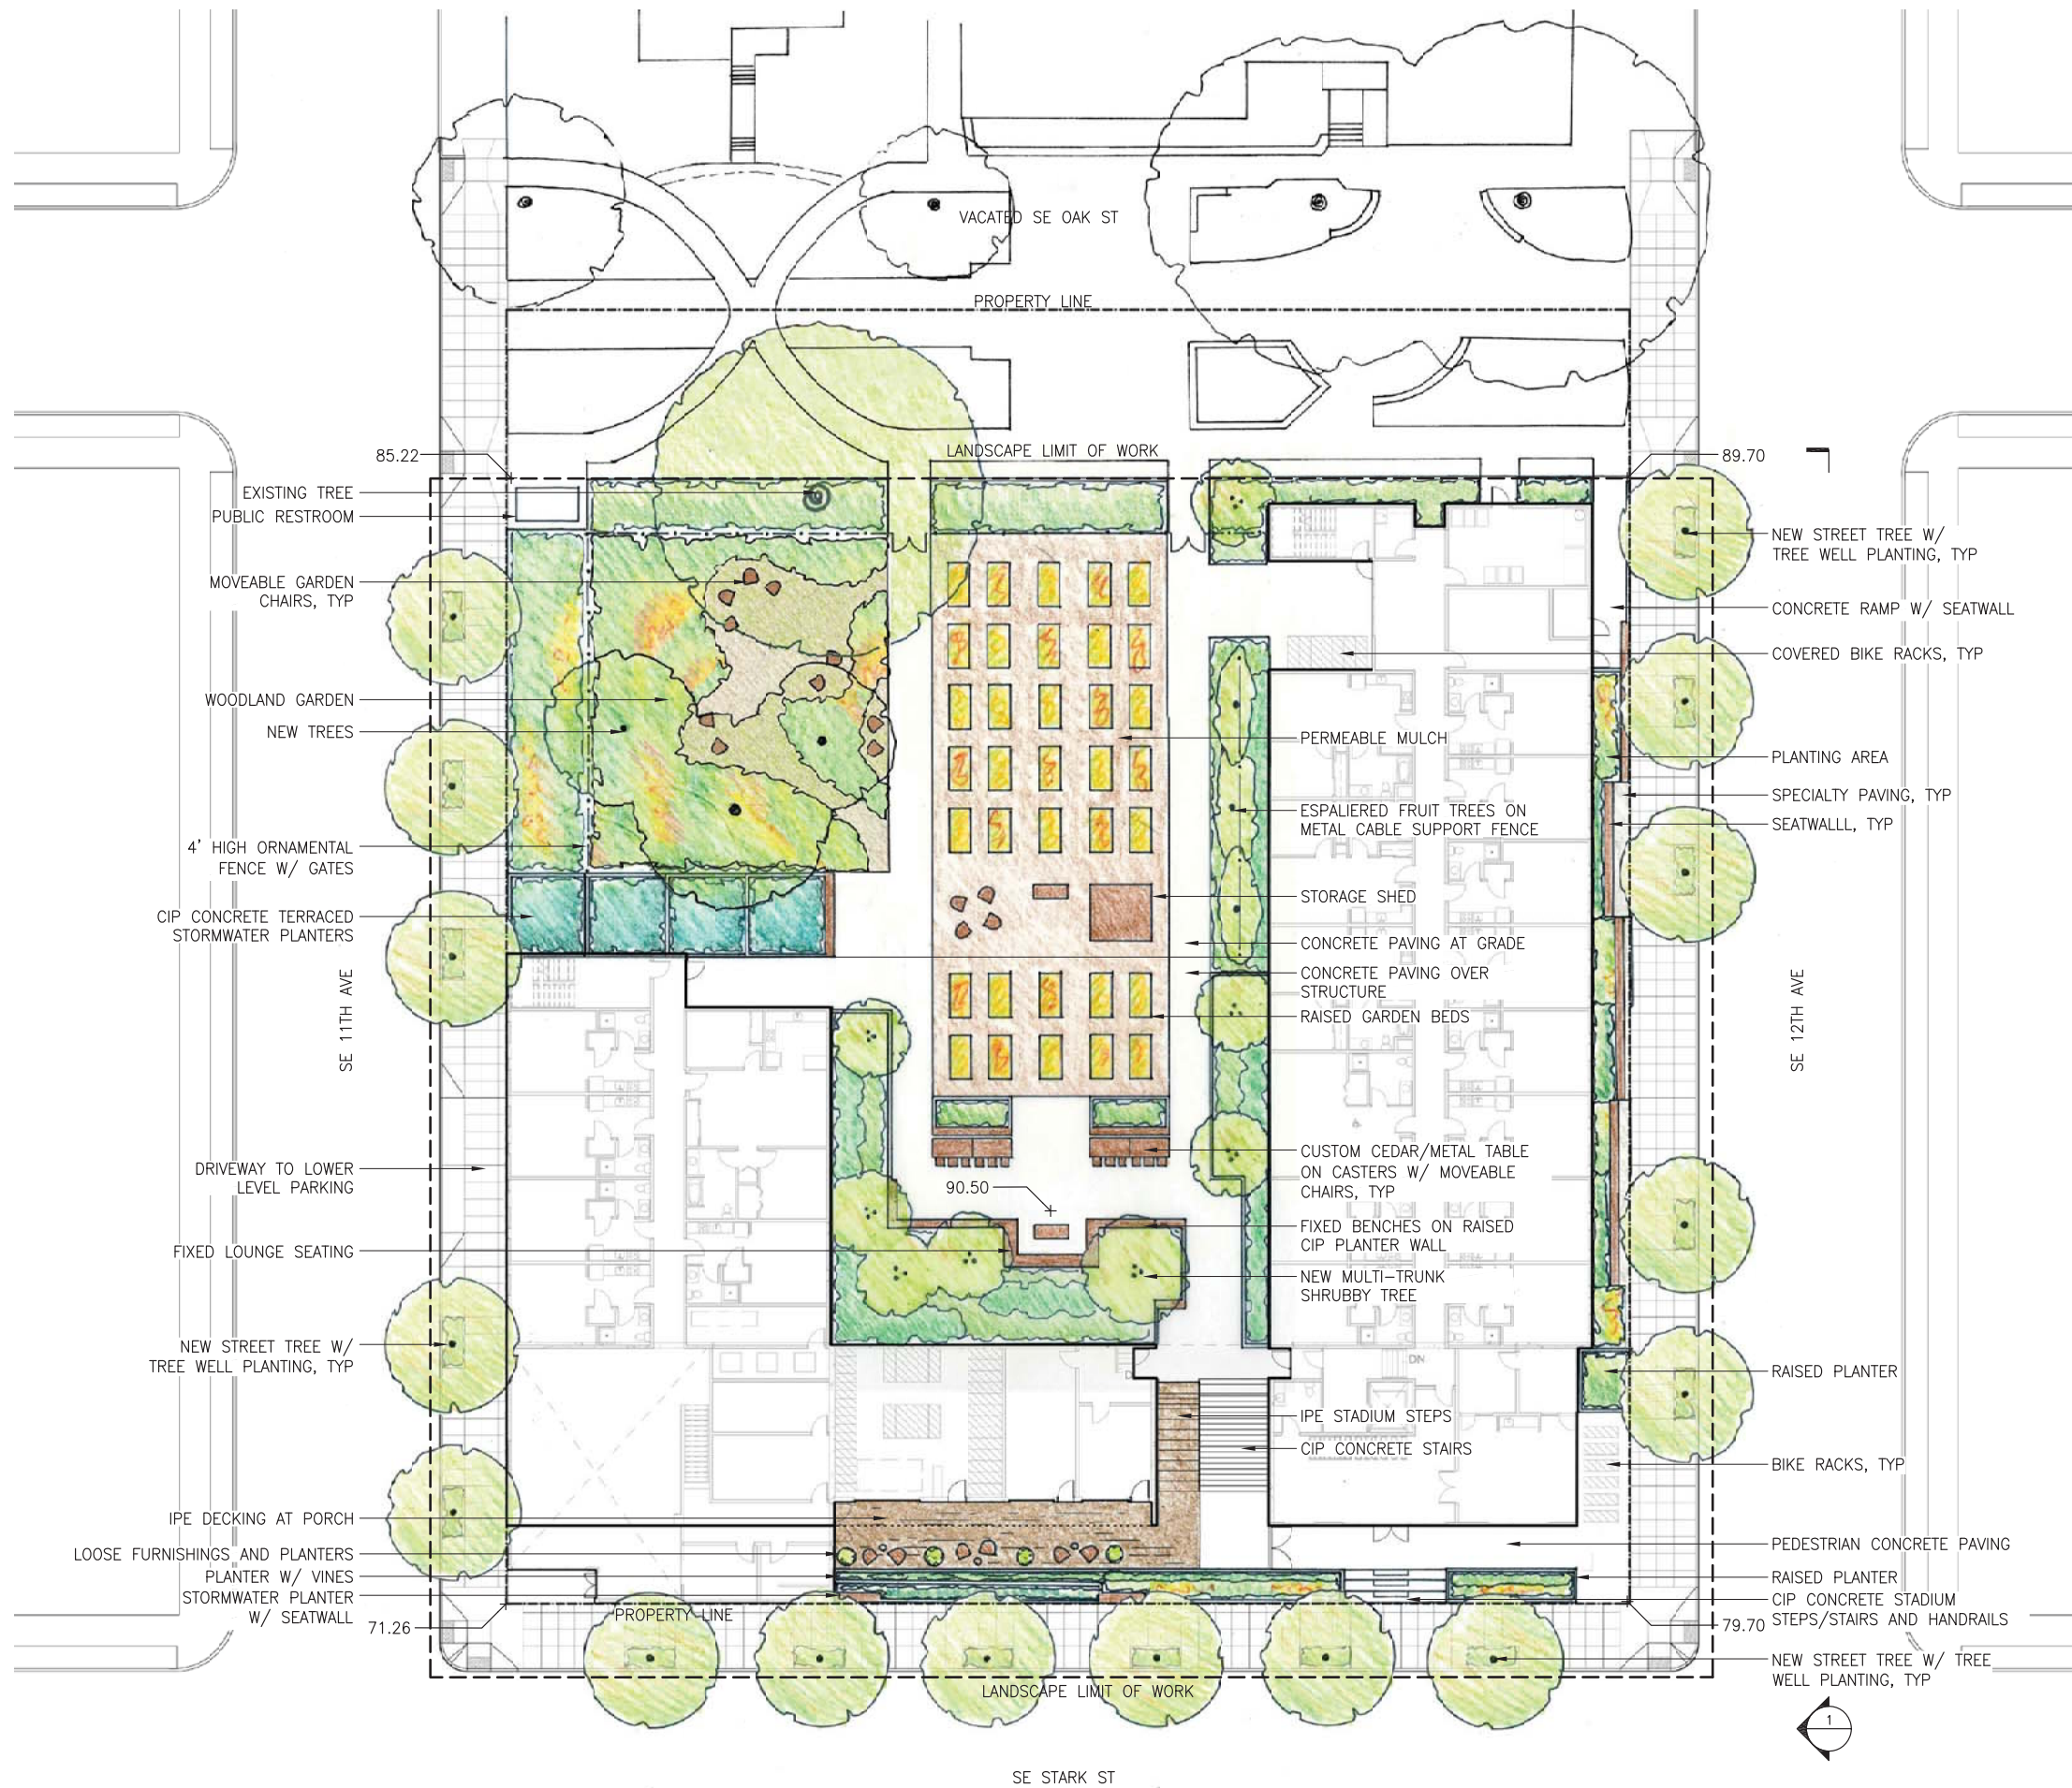 VACATED SE OAK ST
PROPERTY LINE
LANDSCAPE LIMIT OF WORK
85.22
89.70
EXISTING TREE
PUBLIC RESTROOM
MOVEABLE GARDEN
CHAIRS, TYP
WOODLAND GARDEN
NEW TREES
4' HIGH ORNAMENTAL
FENCE W/ GATES
CIP CONCRETE TERRACED
STORMWATER PLANTERS
SE 11TH AVE
DRIVEWAY TO LOWER
LEVEL PARKING
FIXED LOUNGE SEATING
NEW STREET TREE W/
TREE WELL PLANTING, TYP
IPE DECKING AT PORCH
LOOSE FURNISHINGS AND PLANTERS
PLANTER W/ VINES
STORMWATER PLANTER
W/ SEATWALL
71.26
PERMEABLE MULCH
ESPALIERED FRUIT TREES ON
METAL CABLE SUPPORT FENCE
STORAGE SHED
CONCRETE PAVING AT GRADE
CONCRETE PAVING OVER
STRUCTURE
RAISED GARDEN BEDS
CUSTOM CEDAR/METAL TABLE
ON CASTERS W/ MOVEABLE
CHAIRS, TYP
90.50
FIXED BENCHES ON RAISED
CIP PLANTER WALL
NEW MULTI-TRUNK
SHRUBBY TREE
DN
IPE STADIUM STEPS
CIP CONCRETE STAIRS
NEW STREET TREE W/
TREE WELL PLANTING, TYP
CONCRETE RAMP W/ SEATWALL
COVERED BIKE RACKS, TYP
PLANTING AREA
SPECIALTY PAVING, TYP
SEATWALLL, TYP
SE 12TH AVE
RAISED PLANTER
BIKE RACKS, TYP
PEDESTRIAN CONCRETE PAVING
RAISED PLANTER
CIP CONCRETE STADIUM
STEPS/STAIRS AND HANDRAILS
79.70
NEW STREET TREE W/ TREE
WELL PLANTING, TYP
PROPERTY LINE
LANDSCAPE LIMIT OF WORK
1
SE STARK ST